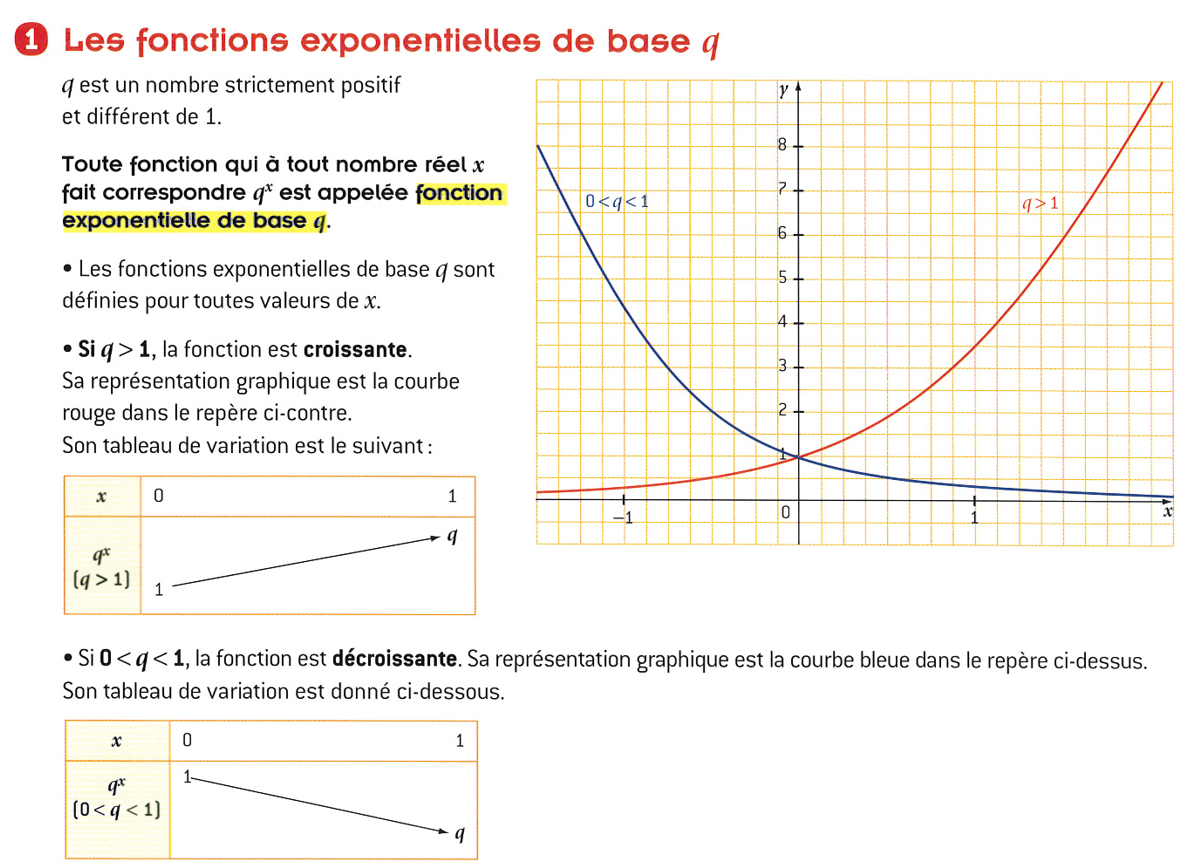 1 Les fonctions exponentielles de base q
q est un nombre strictement positif
et différent de 1.
Toute fonction qui à tout nombre réel x
fait correspondre qˣ est appelée fonction
exponentielle de base q.
• Les fonctions exponentielles de base q sont
définies pour toutes valeurs de x.
• Si q > 1, la fonction est croissante.
Sa représentation graphique est la courbe
rouge dans le repère ci-contre.
Son tableau de variation est le suivant :
x 0 1
qˣ
(q > 1)
1
q
y
8
7
6
5
4
3
2
1
0 < q < 1
q > 1
−1 0 1 x
• Si 0 < q < 1, la fonction est décroissante. Sa représentation graphique est la courbe bleue dans le repère ci-dessus.
Son tableau de variation est donné ci-dessous.
x 0 1
qˣ
(0 < q < 1)
1
q